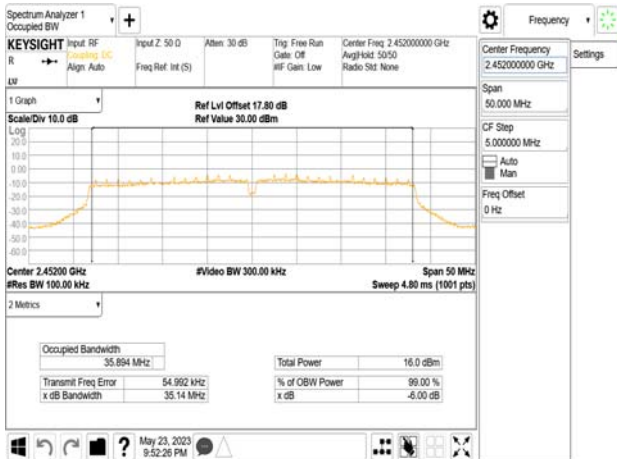 Spectrum Analyzer 1
Occupied BW
+
Frequency
KEYSIGHT
R
Input: RF
Coupling: DC
Align: Auto
Input Z: 50 Ω
Freq Ref: Int (S)
Atten: 30 dB
Trig: Free Run
Gate: Off
#IF Gain: Low
Center Freq: 2.452000000 GHz
Avg|Hold: 50/50
Radio Std: None
Center Frequency
2.452000000 GHz
Settings
Span
50.000 MHz
CF Step
5.000000 MHz
Auto
Man
Freq Offset
0 Hz
1 Graph
Scale/Div 10.0 dB
Ref Lvl Offset 17.80 dB
Ref Value 30.00 dBm
Log
20.0
10.0
0.00
-10.0
-20.0
-30.0
-40.0
-50.0
-60.0
Center 2.45200 GHz
#Res BW 100.00 kHz
#Video BW 300.00 kHz
Span 50 MHz
Sweep 4.80 ms (1001 pts)
2 Metrics
Occupied Bandwidth
35.894 MHz
Transmit Freq Error 54.992 kHz
x dB Bandwidth 35.14 MHz
Total Power 16.0 dBm
% of OBW Power 99.00 %
x dB -6.00 dB
?
May 23, 2023
9:52:26 PM